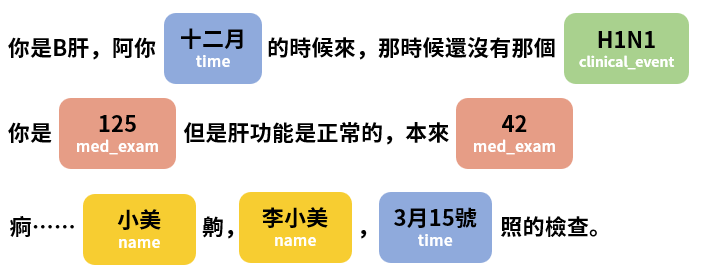 你是B肝，阿你 十二月 time 的時候來，那時候還沒有那個 H1N1 clinical_event
你是 125 med_exam 但是肝功能是正常的，本來 42 med_exam
痾…… 小美 name 齁，李小美 name ，3月15號 time 照的檢查。